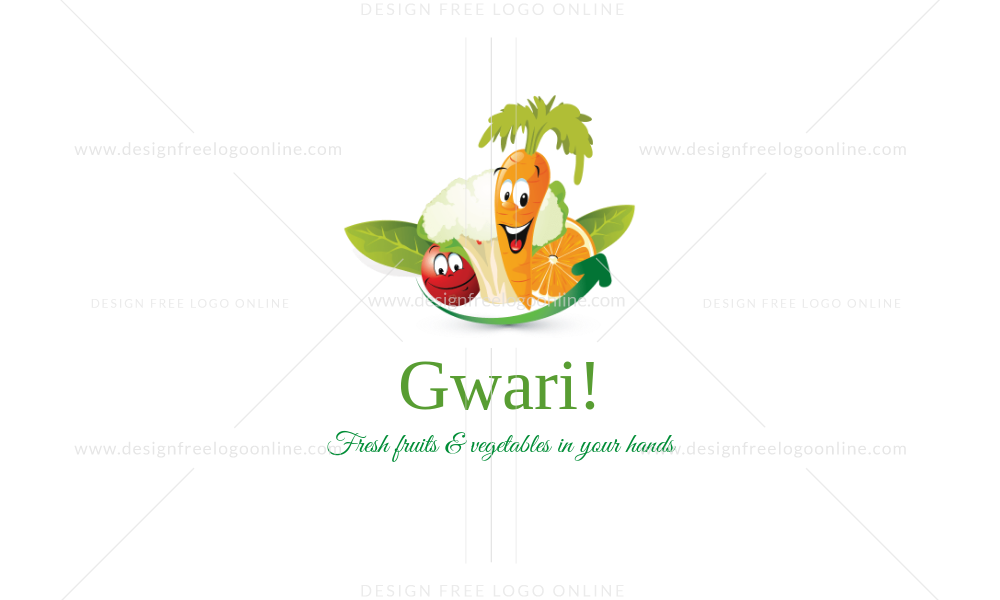 DESIGN FREE LOGO ONLINE
www.designfreelogoonline.com www.designfreelogoonline.com
DESIGN FREE LOGO ONLINE www.designfreelogoonline.com DESIGN FREE LOGO ONLINE
Gwari!
Fresh fruits & vegetables in your hands
www.designfreelogoonline.com www.designfreelogoonline.com
DESIGN FREE LOGO ONLINE